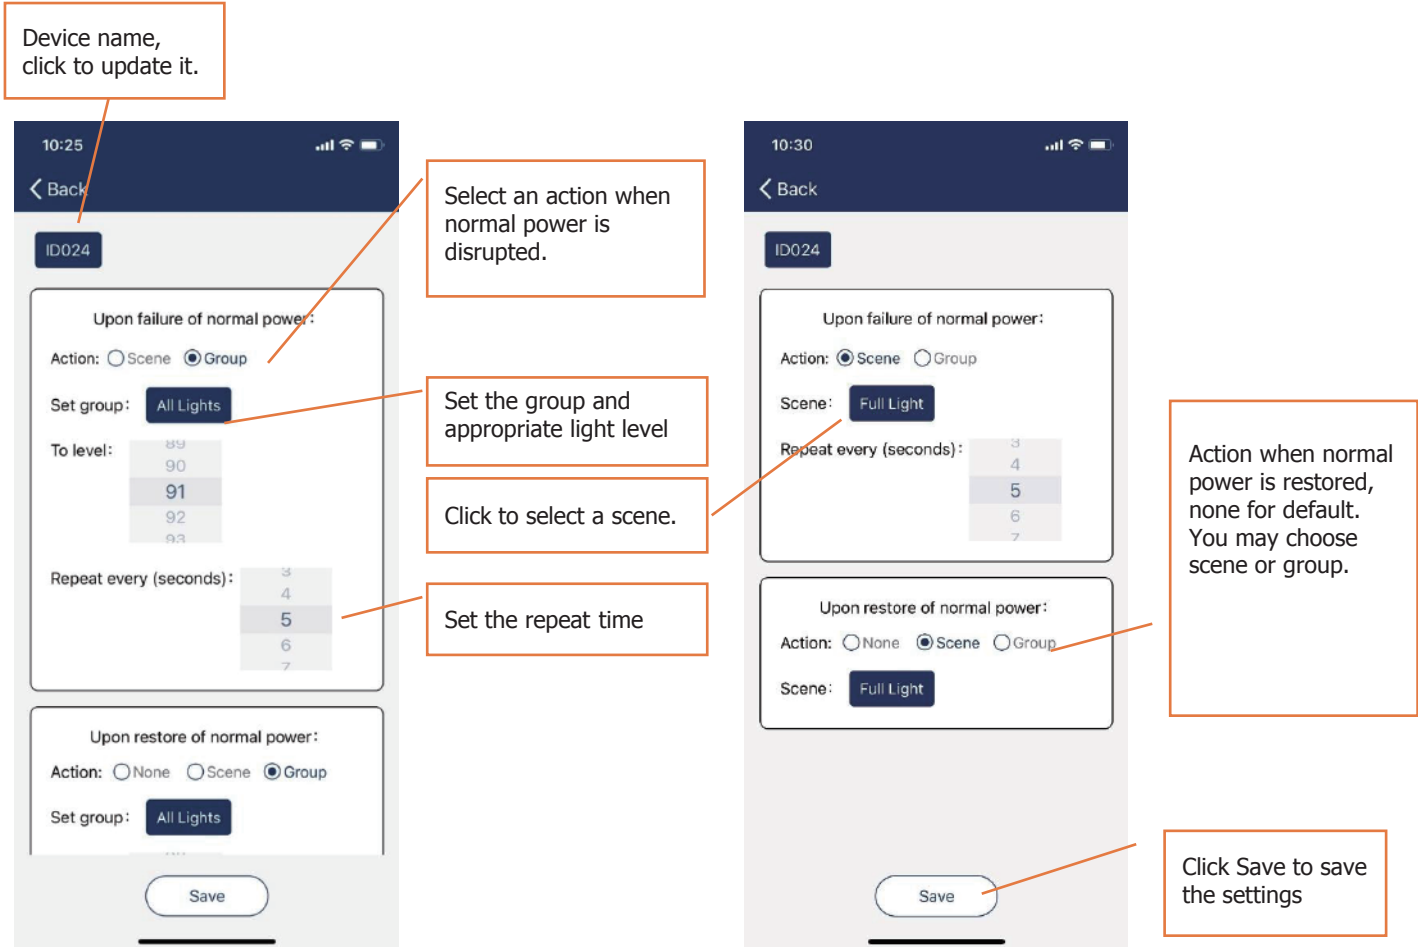 Device name,
click to update it.
10:25
Back
ID024
Upon failure of normal power:
Action: Scene Group
Set group: All Lights
To level:
89
90
91
92
93
Repeat every (seconds):
3
4
5
6
7
Upon restore of normal power:
Action: None Scene Group
Set group: All Lights
Save
Select an action when
normal power is
disrupted.
Set the group and
appropriate light level
Click to select a scene.
Set the repeat time
10:30
Back
ID024
Upon failure of normal power:
Action: Scene Group
Scene: Full Light
Repeat every (seconds):
3
4
5
6
7
Upon restore of normal power:
Action: None Scene Group
Scene: Full Light
Save
Action when normal
power is restored,
none for default.
You may choose
scene or group.
Click Save to save
the settings